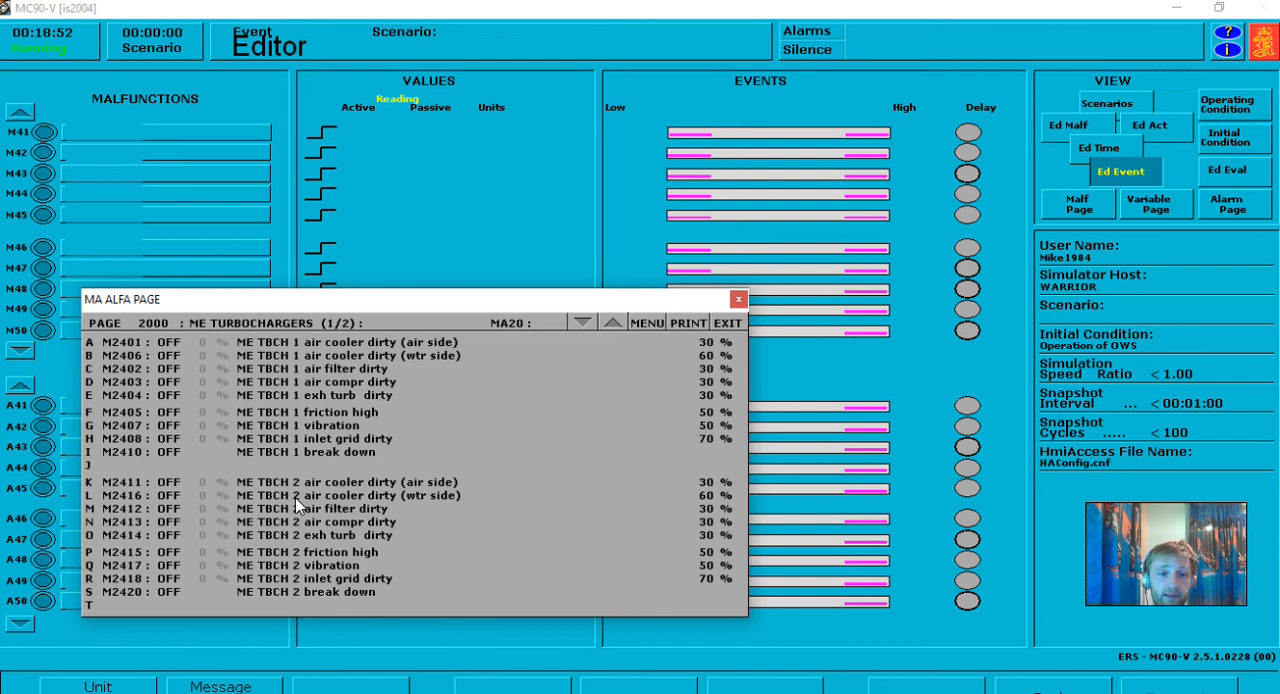 MC90-V [is2004]
00:18:52
00:00:00
Scenario
Event
Editor
Scenario:
Alarms
Silence
?
i
MALFUNCTIONS
VALUES
Reading
Active Passive Units
EVENTS
Low High Delay
VIEW
Scenarios
Operating Condition
Ed Malf
Ed Act
Ed Time
Initial Condition
Ed Event
Ed Eval
Malf Page
Variable Page
Alarm Page
M41
M42
M43
M44
M45
M46
M47
M48
M49
M50
User Name:
Mike1984
Simulator Host:
WARRIOR
Scenario:
Initial Condition:
Operation of OWS
Simulation
Speed Ratio < 1.00
Snapshot
Interval ... < 00:01:00
Snapshot
Cycles ..... < 100
HmiAccess File Name:
HAConfig.cnf
MA ALFA PAGE
PAGE 2000 : ME TURBOCHARGERS (1/2) : MA20 : MENU PRINT EXIT
A M2401 : OFF 0 % ME TBCH 1 air cooler dirty (air side) 30 %
B M2406 : OFF 0 % ME TBCH 1 air cooler dirty (wtr side) 60 %
C M2402 : OFF 0 % ME TBCH 1 air filter dirty 30 %
D M2403 : OFF 0 % ME TBCH 1 air compr dirty 30 %
E M2404 : OFF 0 % ME TBCH 1 exh turb dirty 30 %
F M2405 : OFF 0 % ME TBCH 1 friction high 50 %
G M2407 : OFF 0 % ME TBCH 1 vibration 50 %
H M2408 : OFF 0 % ME TBCH 1 inlet grid dirty 70 %
I M2410 : OFF ME TBCH 1 break down
J
K M2411 : OFF 0 % ME TBCH 2 air cooler dirty (air side) 30 %
L M2416 : OFF 0 % ME TBCH 2 air cooler dirty (wtr side) 60 %
M M2412 : OFF 0 % ME TBCH 2 air filter dirty 30 %
N M2413 : OFF 0 % ME TBCH 2 air compr dirty 30 %
O M2414 : OFF 0 % ME TBCH 2 exh turb dirty 30 %
P M2415 : OFF 0 % ME TBCH 2 friction high 50 %
Q M2417 : OFF 0 % ME TBCH 2 vibration 50 %
R M2418 : OFF 0 % ME TBCH 2 inlet grid dirty 70 %
S M2420 : OFF ME TBCH 2 break down
T
A41
A42
A43
A44
A45
A46
A47
A48
A49
A50
ERS - MC90-V 2.5.1.0228 (00)
Unit
Message